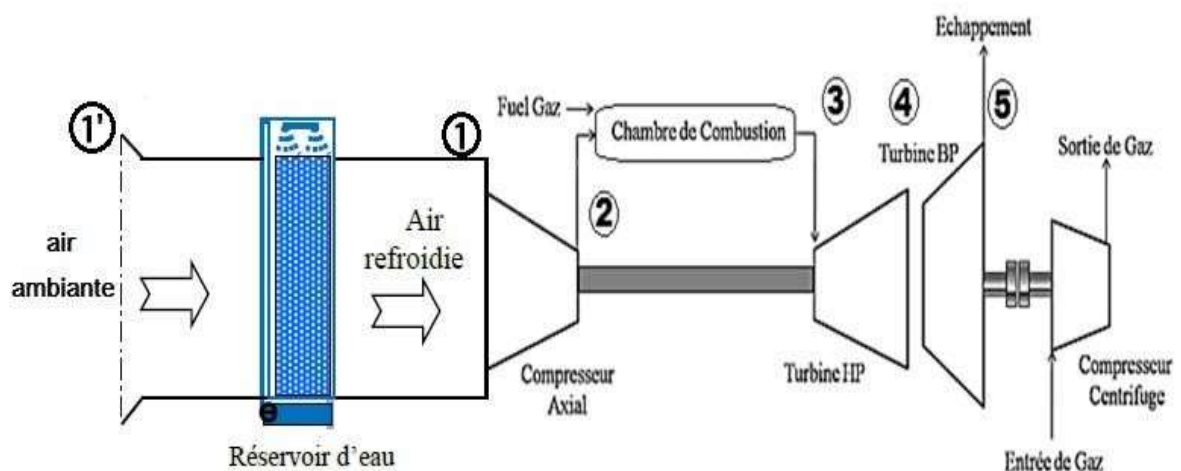 1'
air
ambiante
Réservoir d'eau
Air
refroidie
1
Compresseur
Axial
2
Fuel Gaz
Chambre de Combustion
3
Turbine HP
4
Turbine BP
Echappement
5
Sortie de Gaz
Compresseur
Centrifuge
Entrée de Gaz
e